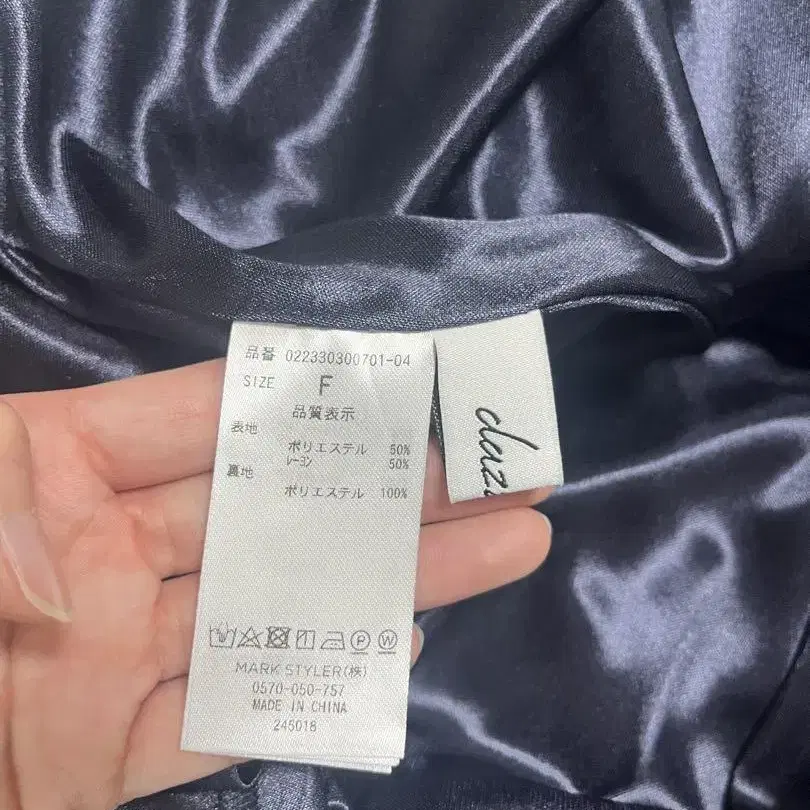 品番 022330300701-04
SIZE F
品質表示
表地
ポリエステル 50%
レーヨン 50%
裏地
ポリエステル 100%
MARK STYLER(株)
0570-050-757
MADE IN CHINA
245018
daz